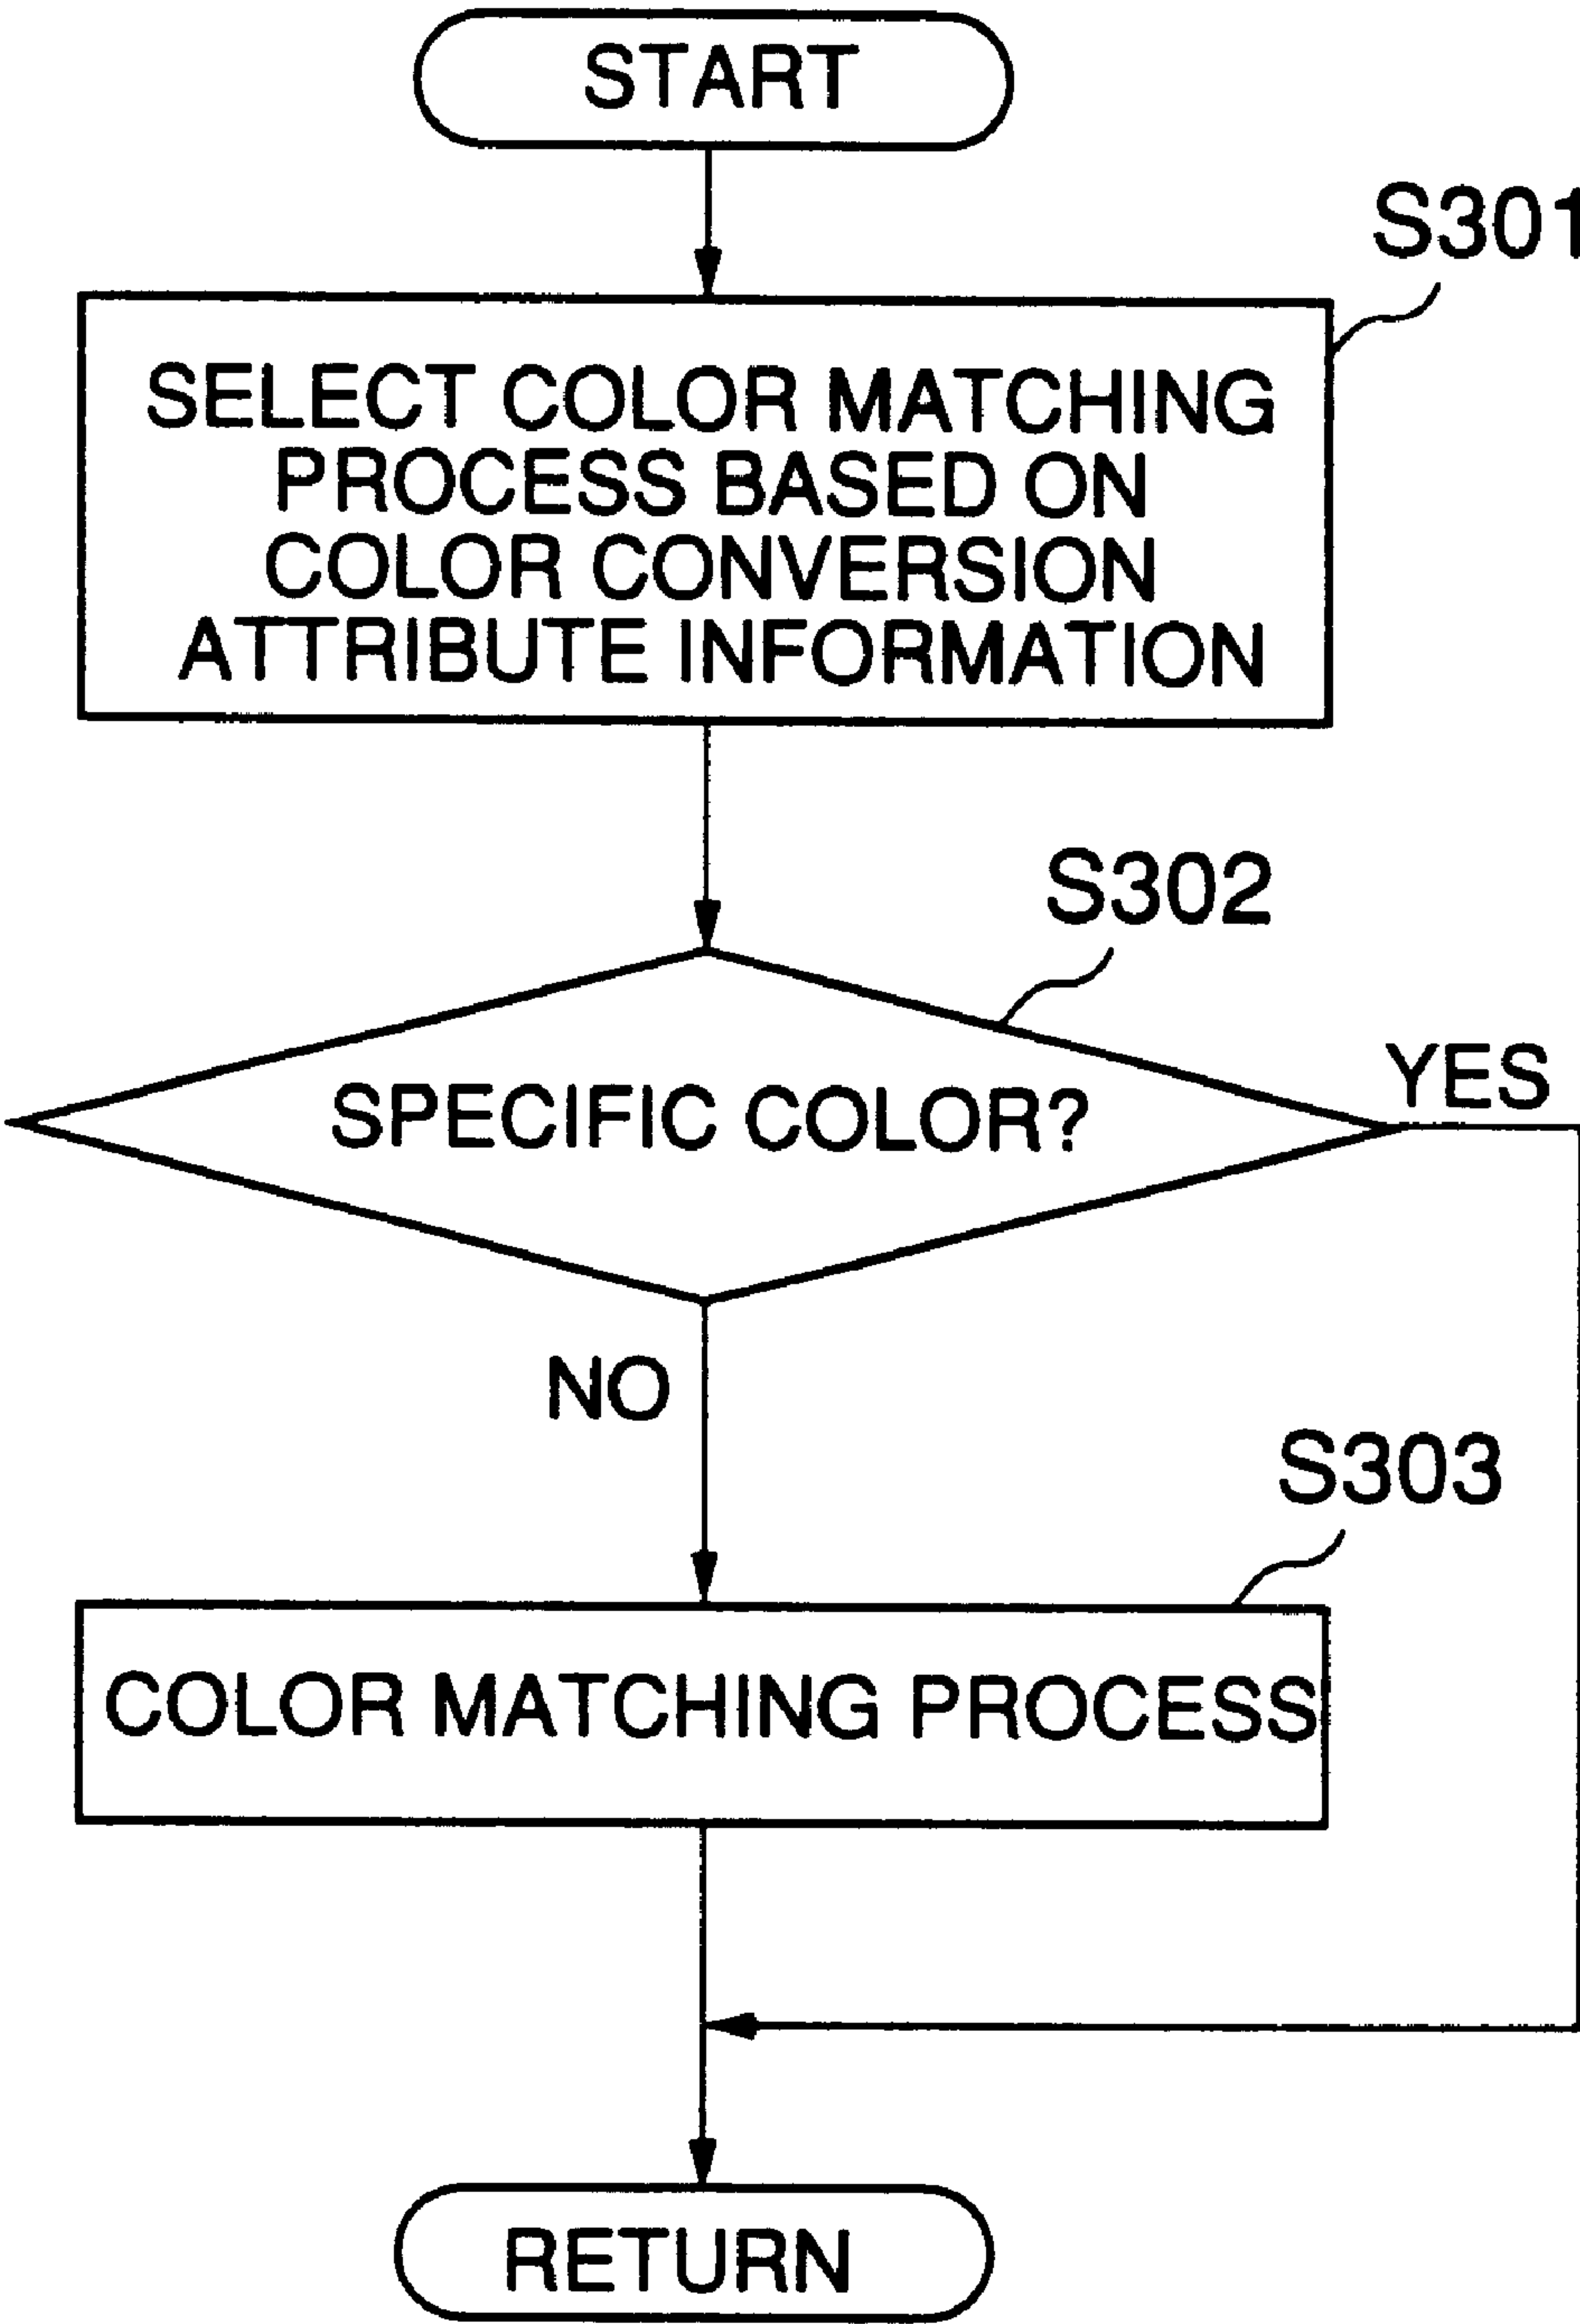 START
S301
SELECT COLOR MATCHING
PROCESS BASED ON
COLOR CONVERSION
ATTRIBUTE INFORMATION
S302
SPECIFIC COLOR?
YES
NO
S303
COLOR MATCHING PROCESS
RETURN